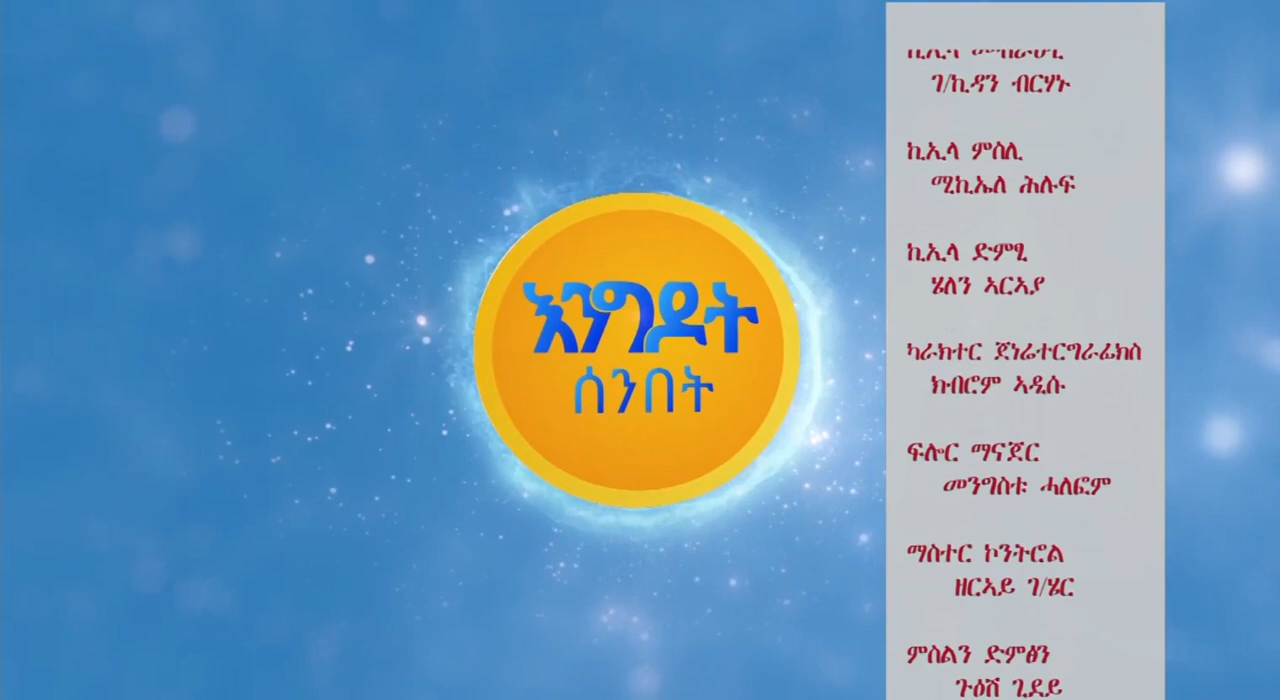 እንግዶት
ሰንበት
ገ/ኪዳን ብርሃኑ
ኪኢላ ምስሊ
ሚኪኤለ ሕሉፍ
ኪኢላ ድምፂ
ሄለን ኣርኣያ
ካራክተር ጀነሬተርግራፊክስ
ክብሮም ኣዲሱ
ፍሎር ማናጀር
መንግስቱ ሓለፎም
ማስተር ኮንትሮል
ዘርኣይ ገ/ሄር
ምስልን ድምፅን
ጉዕሽ ጊደይ